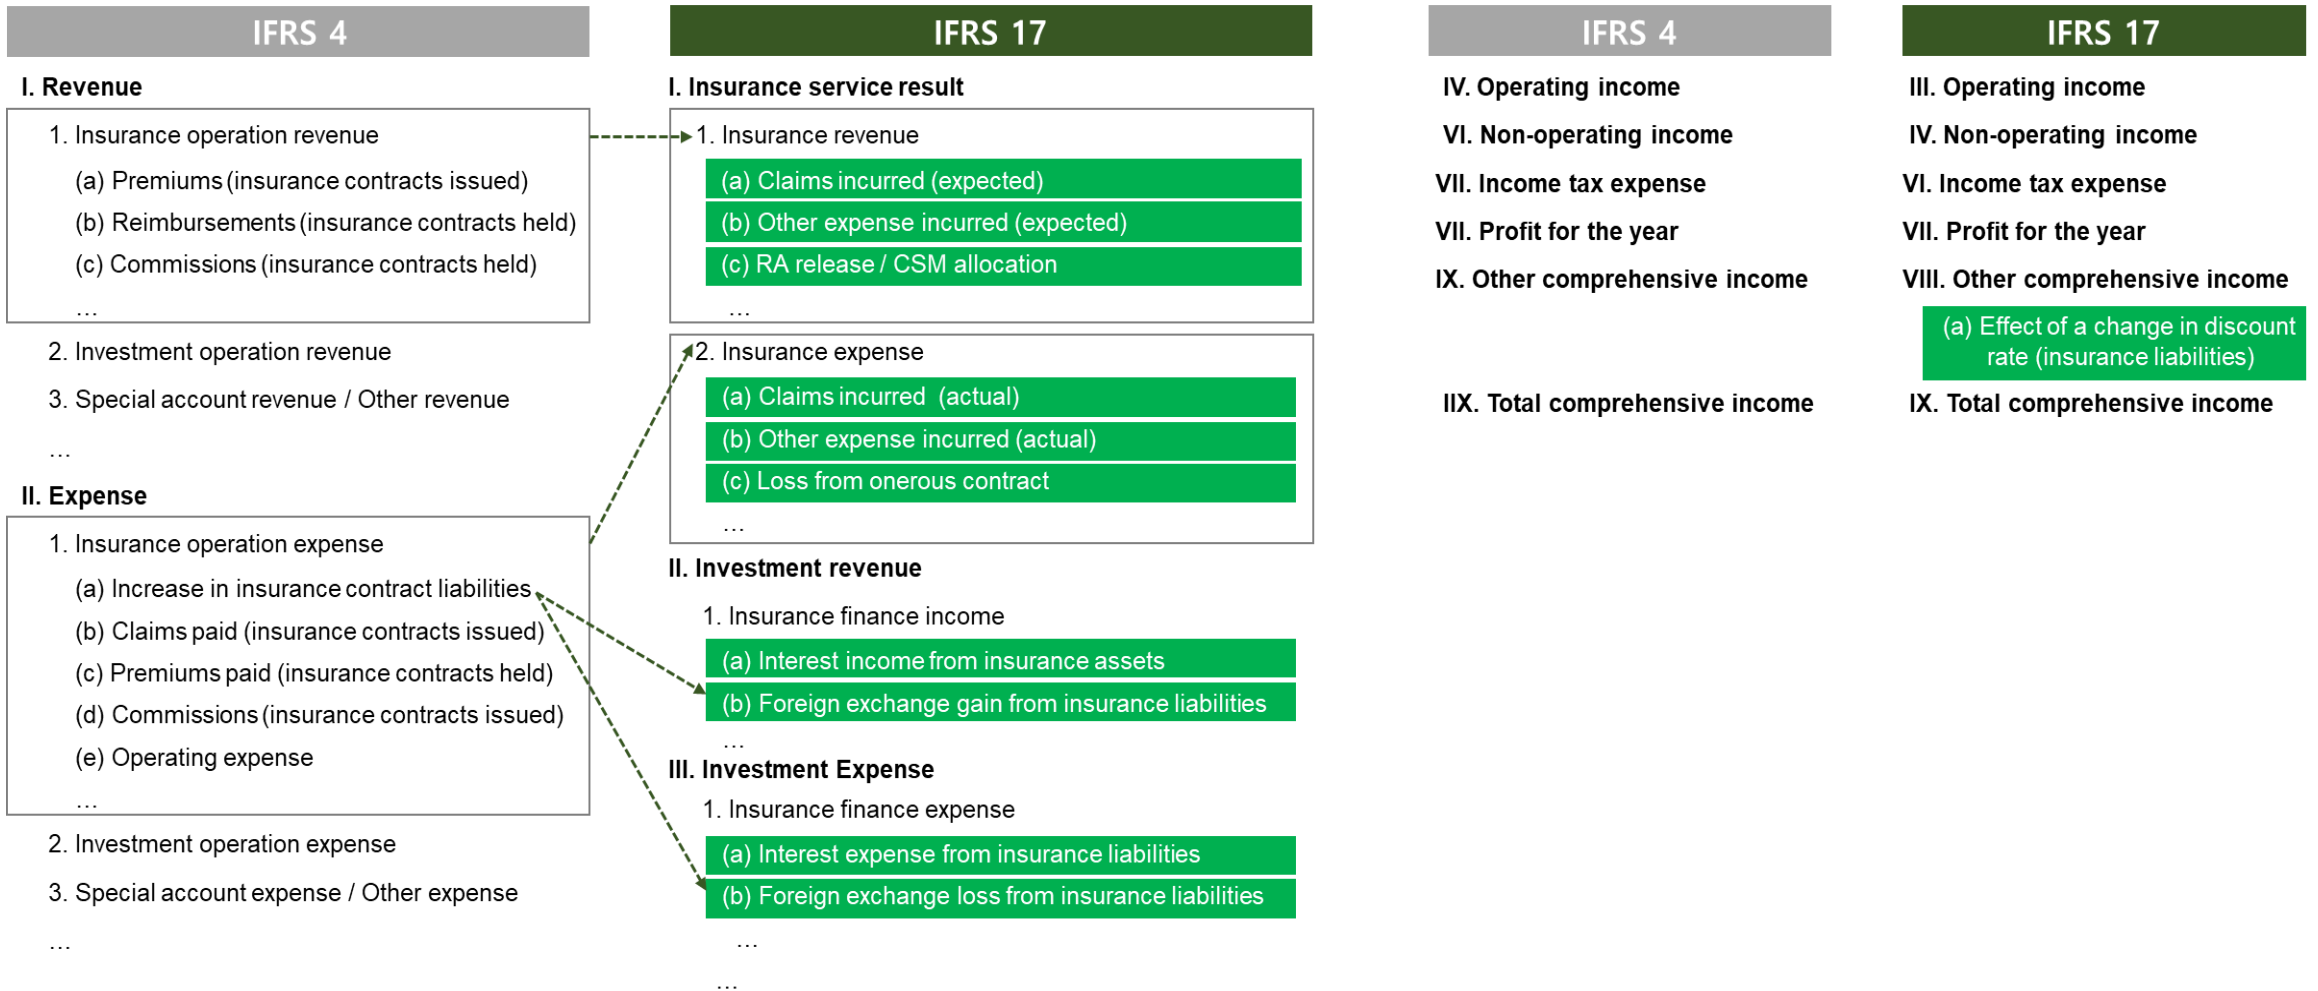 IFRS 4
I. Revenue
1. Insurance operation revenue
(a) Premiums (insurance contracts issued)
(b) Reimbursements (insurance contracts held)
(c) Commissions (insurance contracts held)
...
2. Investment operation revenue
3. Special account revenue / Other revenue
...
II. Expense
1. Insurance operation expense
(a) Increase in insurance contract liabilities
(b) Claims paid (insurance contracts issued)
(c) Premiums paid (insurance contracts held)
(d) Commissions (insurance contracts issued)
(e) Operating expense
...
2. Investment operation expense
3. Special account expense / Other expense
...
IFRS 17
I. Insurance service result
1. Insurance revenue
(a) Claims incurred (expected)
(b) Other expense incurred (expected)
(c) RA release / CSM allocation
...
2. Insurance expense
(a) Claims incurred (actual)
(b) Other expense incurred (actual)
(c) Loss from onerous contract
...
II. Investment revenue
1. Insurance finance income
(a) Interest income from insurance assets
(b) Foreign exchange gain from insurance liabilities
...
III. Investment Expense
1. Insurance finance expense
(a) Interest expense from insurance liabilities
(b) Foreign exchange loss from insurance liabilities
...
...
IFRS 4
IV. Operating income
VI. Non-operating income
VII. Income tax expense
VII. Profit for the year
IX. Other comprehensive income
IIX. Total comprehensive income
IFRS 17
III. Operating income
IV. Non-operating income
VI. Income tax expense
VII. Profit for the year
VIII. Other comprehensive income
(a) Effect of a change in discount
rate (insurance liabilities)
IX. Total comprehensive income